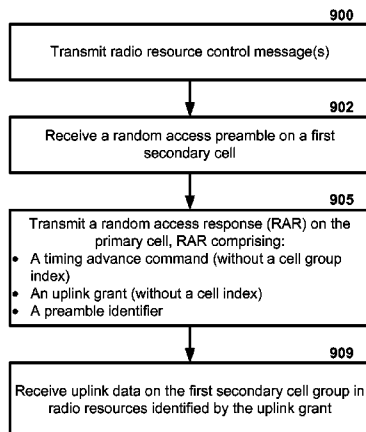 900
Transmit radio resource control message(s)
902
Receive a random access preamble on a first
secondary cell
905
Transmit a random access response (RAR) on the
primary cell, RAR comprising:
• A timing advance command (without a cell group
index)
• An uplink grant (without a cell index)
• A preamble identifier
909
Receive uplink data on the first secondary cell group in
radio resources identified by the uplink grant